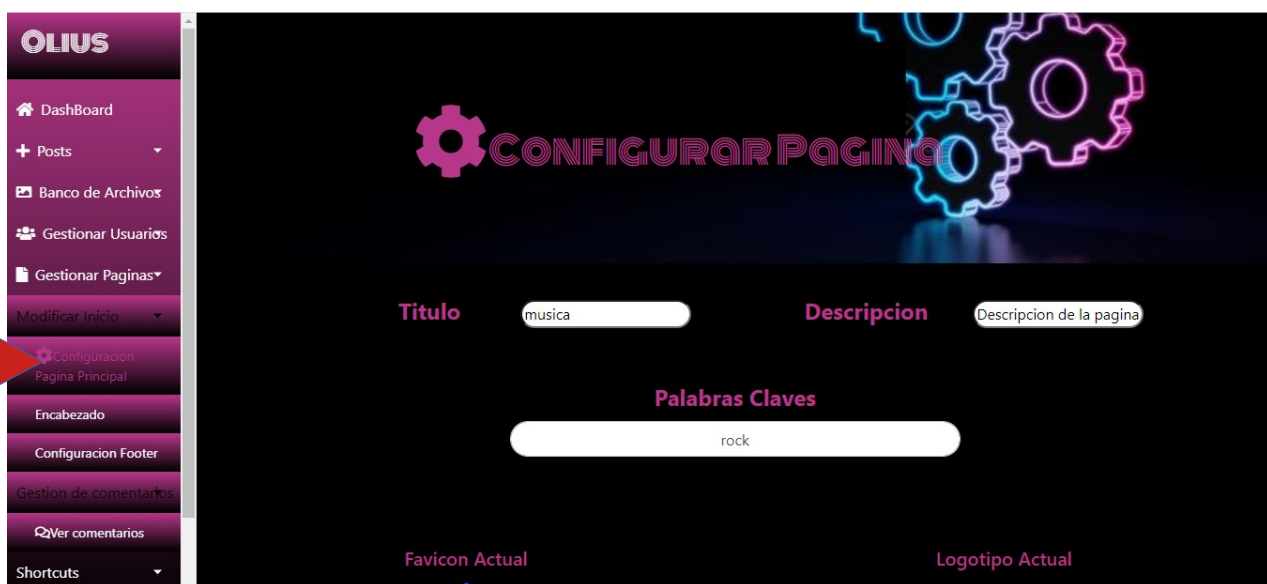 OLIUS
DashBoard
Posts
Banco de Archivos
Gestionar Usuarios
Gestionar Paginas
Modificar Inicio
Configuracion
Pagina Principal
Encabezado
Configuracion Footer
Gestion de comentarios
Ver comentarios
Shortcuts
Configurar Pagina
Titulo
musica
Descripcion
Descripcion de la pagina
Palabras Claves
rock
Favicon Actual
Logotipo Actual